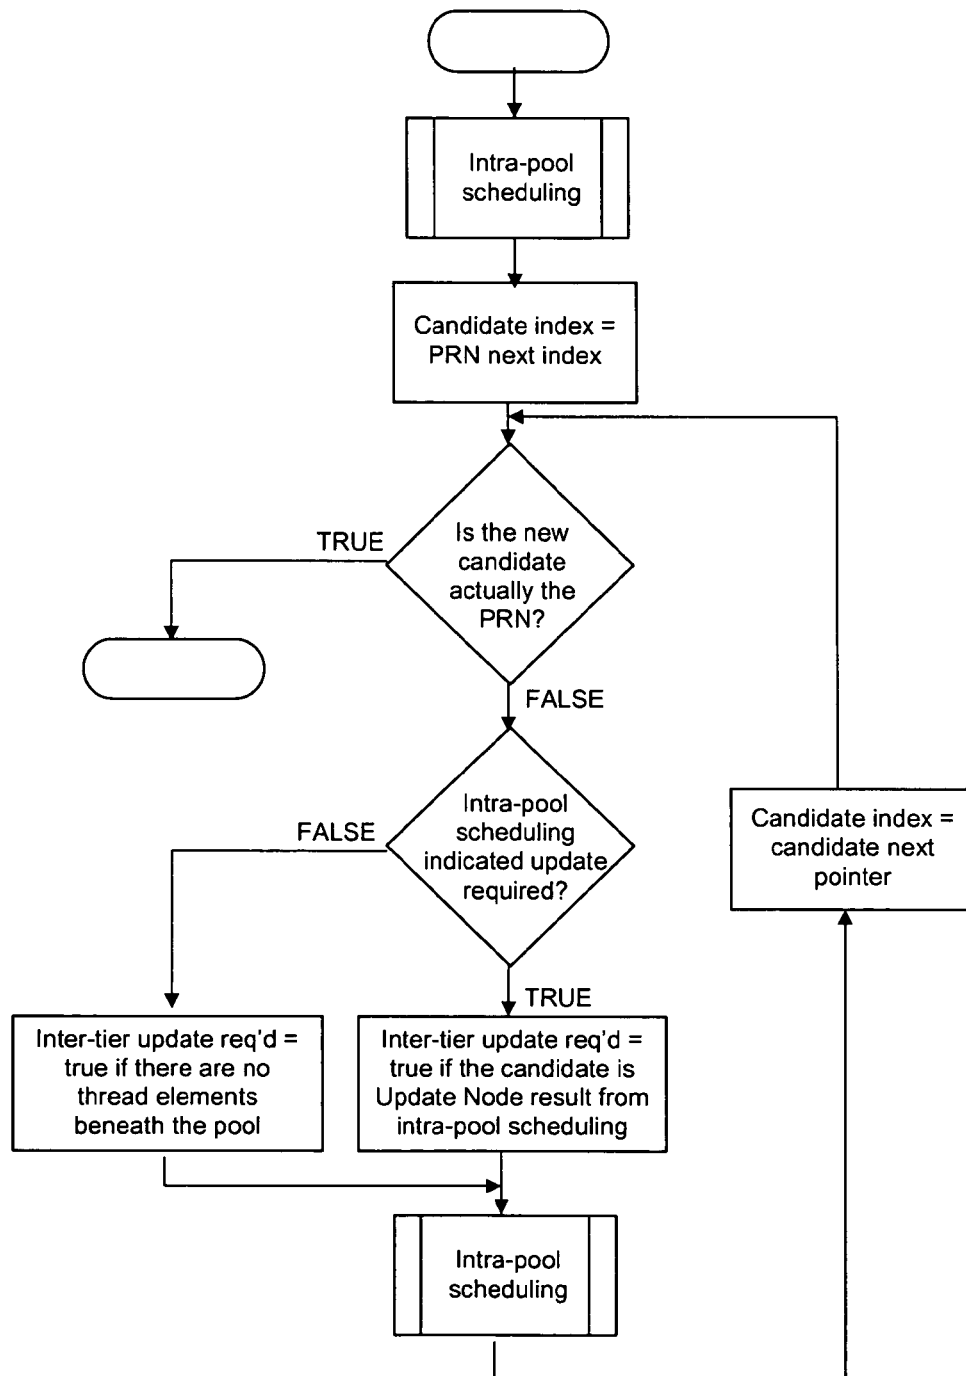 Intra-pool
scheduling
Candidate index =
PRN next index
Is the new
candidate
actually the
PRN?
TRUE
FALSE
Intra-pool
scheduling
indicated update
required?
FALSE
TRUE
Candidate index =
candidate next
pointer
Inter-tier update req'd =
true if there are no
thread elements
beneath the pool
Inter-tier update req'd =
true if the candidate is
Update Node result from
intra-pool scheduling
Intra-pool
scheduling